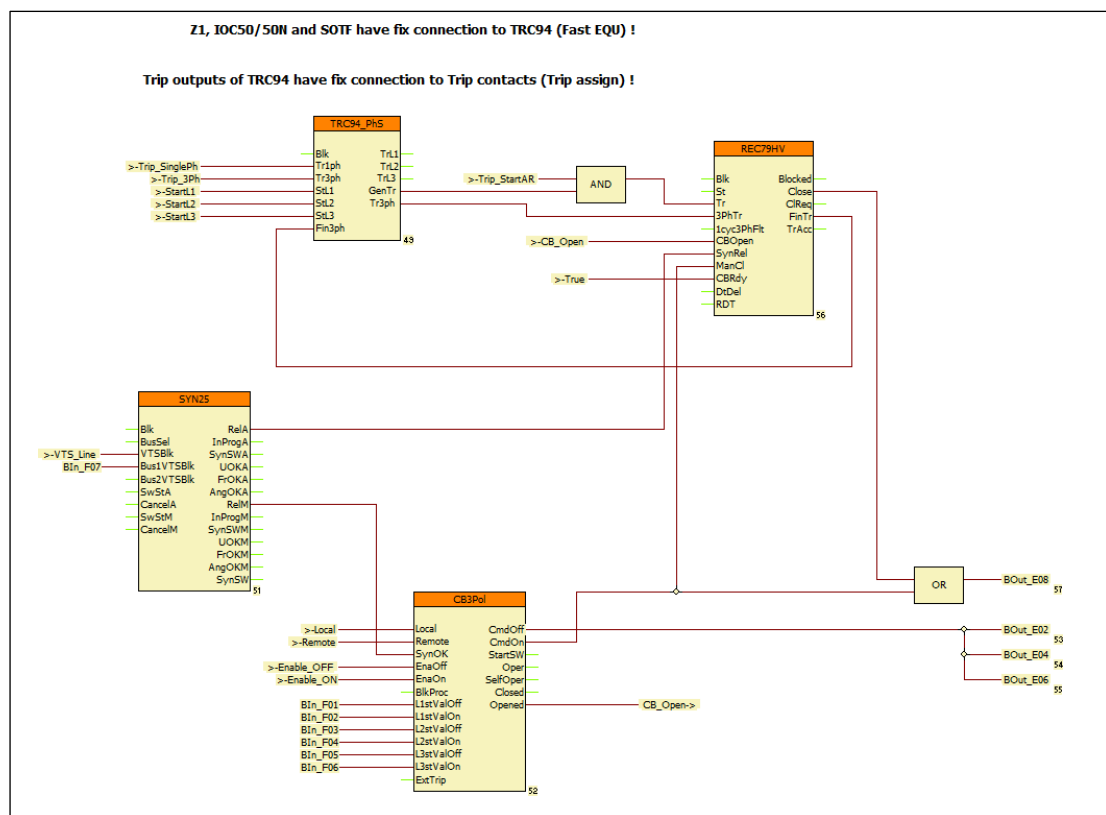 Z1, IOC50/50N and SOTF have fix connection to TRC94 (Fast EQU) !
Trip outputs of TRC94 have fix connection to Trip contacts (Trip assign) !
TRC94_PhS
Blk TrL1
>-Trip_SinglePh Tr1ph TrL2
>-Trip_3Ph Tr3ph TrL3
>-StartL1 StL1 GenTr
>-StartL2 StL2 Tr3ph
>-StartL3 StL3
Fin3ph
49
>-Trip_StartAR AND
REC79HV
Blk Blocked
St Close
Tr ClReq
3PhTr FinTr
1cyc3PhFlt TrAcc
>-CB_Open CBOpen
SynRel
ManCl
>-True CBRdy
DtDel
RDT
56
SYN25
Blk RelA
BusSel InProgA
>-VTS_Line VTSBlk SynSWA
BIn_F07 Bus1VTSBlk UOKA
Bus2VTSBlk FrOKA
SwStA AngOKA
CancelA RelM
SwStM InProgM
CancelM SynSWM
UOKM
FrOKM
AngOKM
SynSW
51
OR BOut_E08
57
CB3Pol
>-Local Local CmdOff BOut_E02
53
>-Remote Remote CmdOn
SynOK StartSW BOut_E04
54
>-Enable_OFF EnaOff Oper
>-Enable_ON EnaOn SelfOper BOut_E06
55
BlkProc Closed
BIn_F01 L1stValOff Opened CB_Open->
BIn_F02 L1stValOn
BIn_F03 L2stValOff
BIn_F04 L2stValOn
BIn_F05 L3stValOff
BIn_F06 L3stValOn
ExtTrip
52